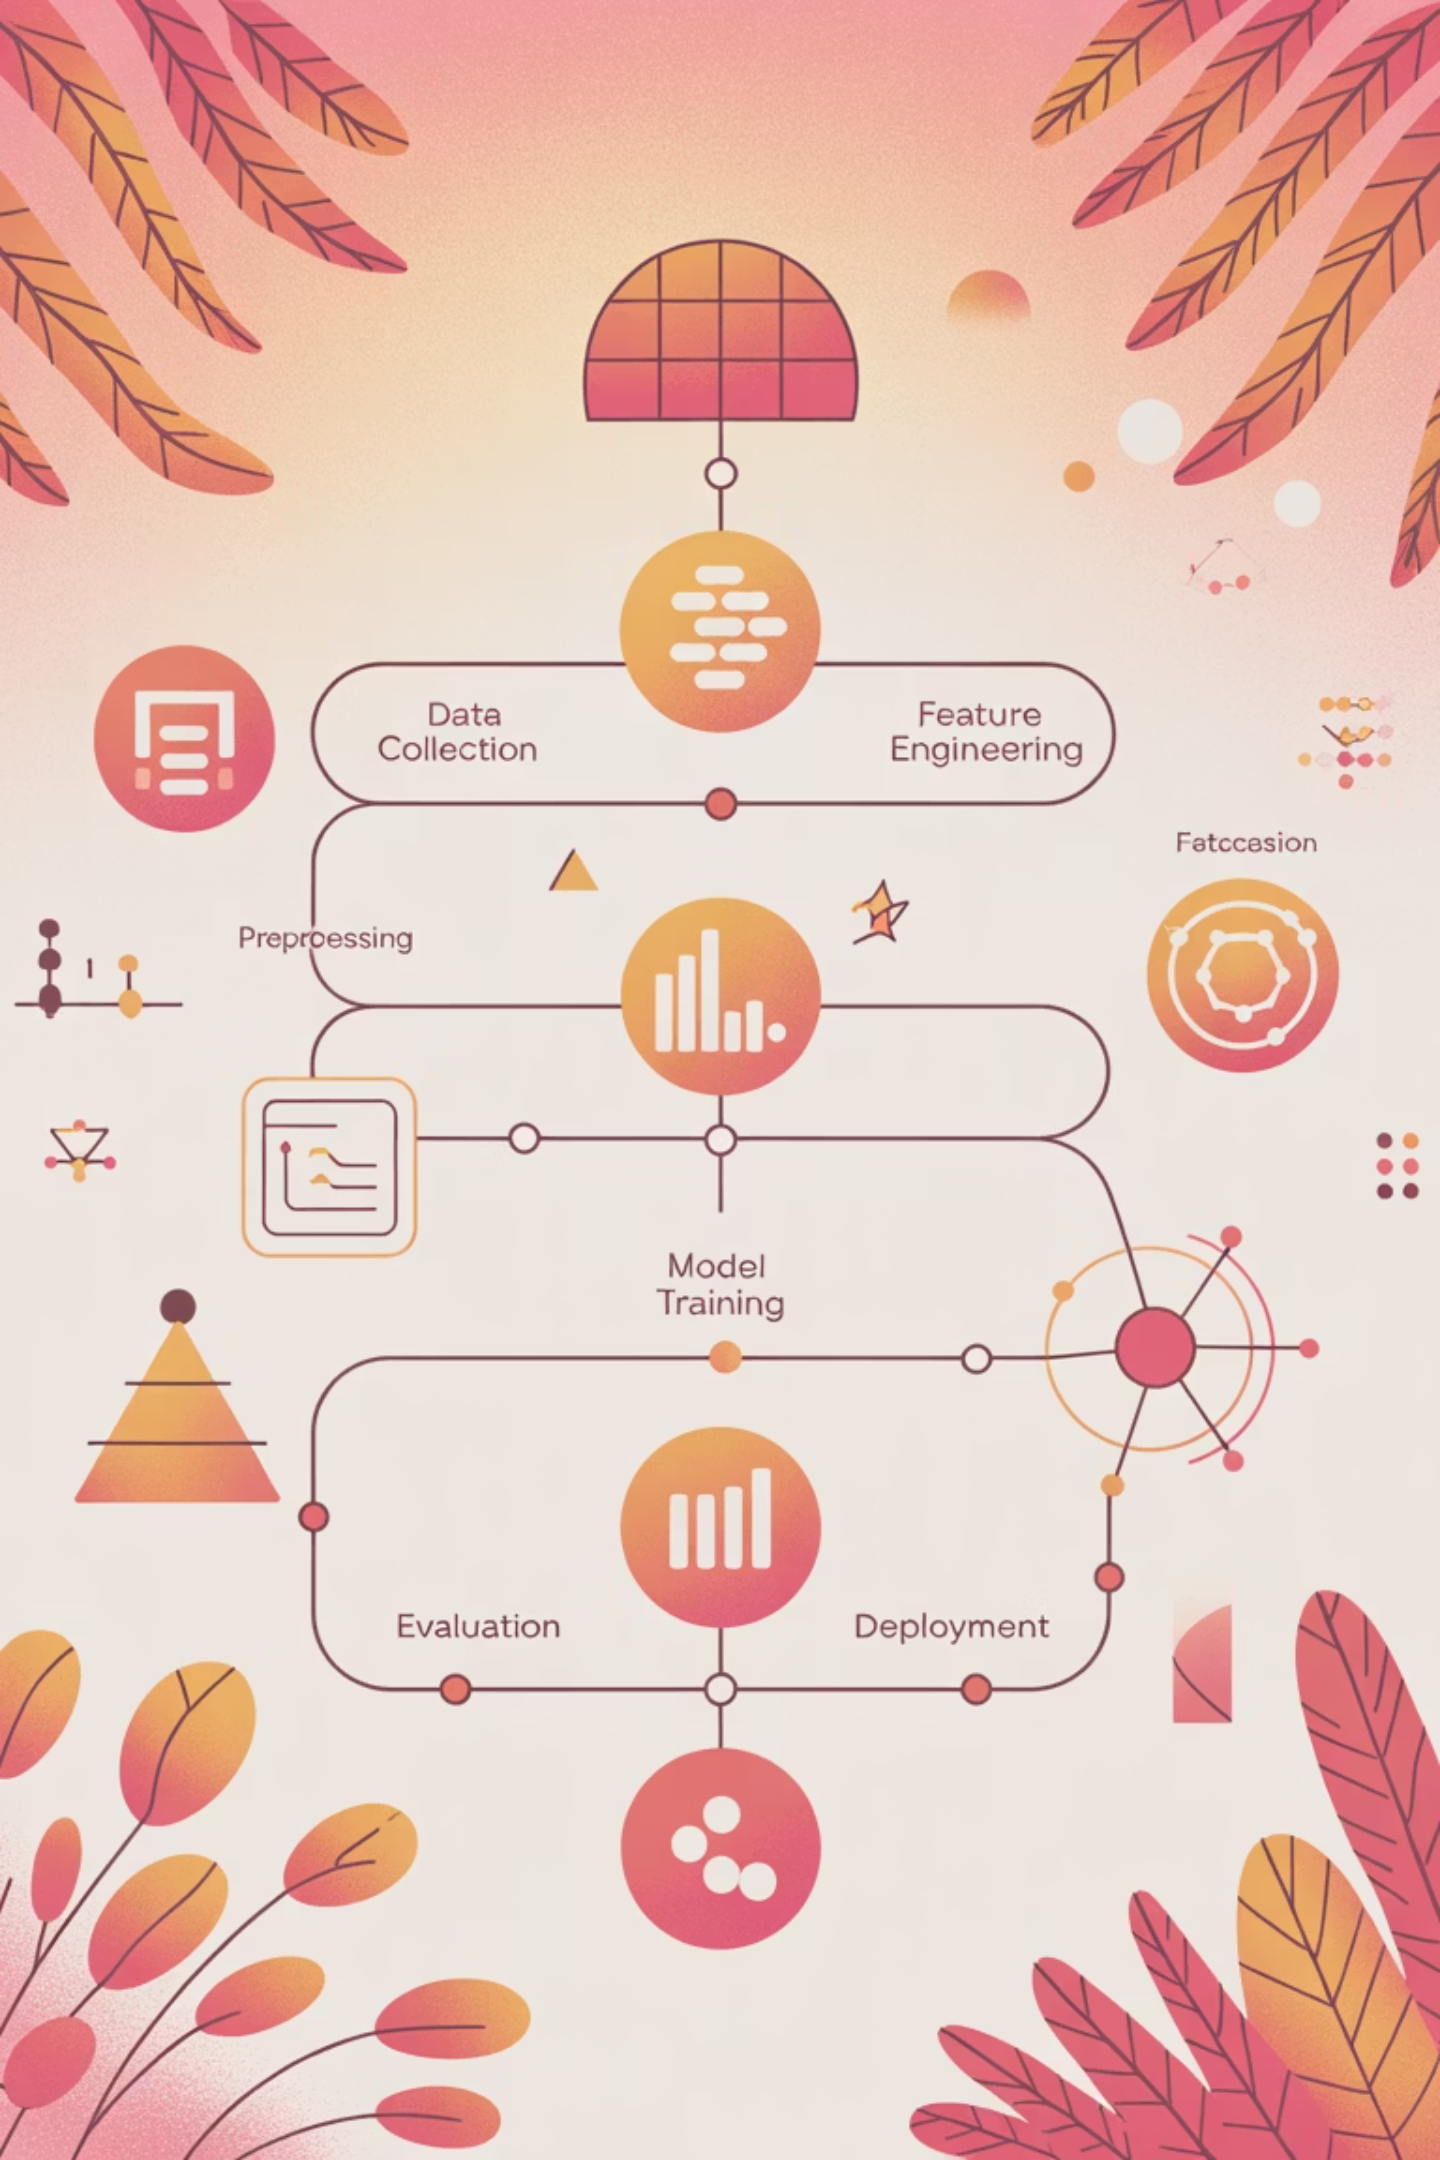 Data
Collection
Feature
Engineering
Fatccasion
Preprocessing
Model
Training
Evaluation
Deployment